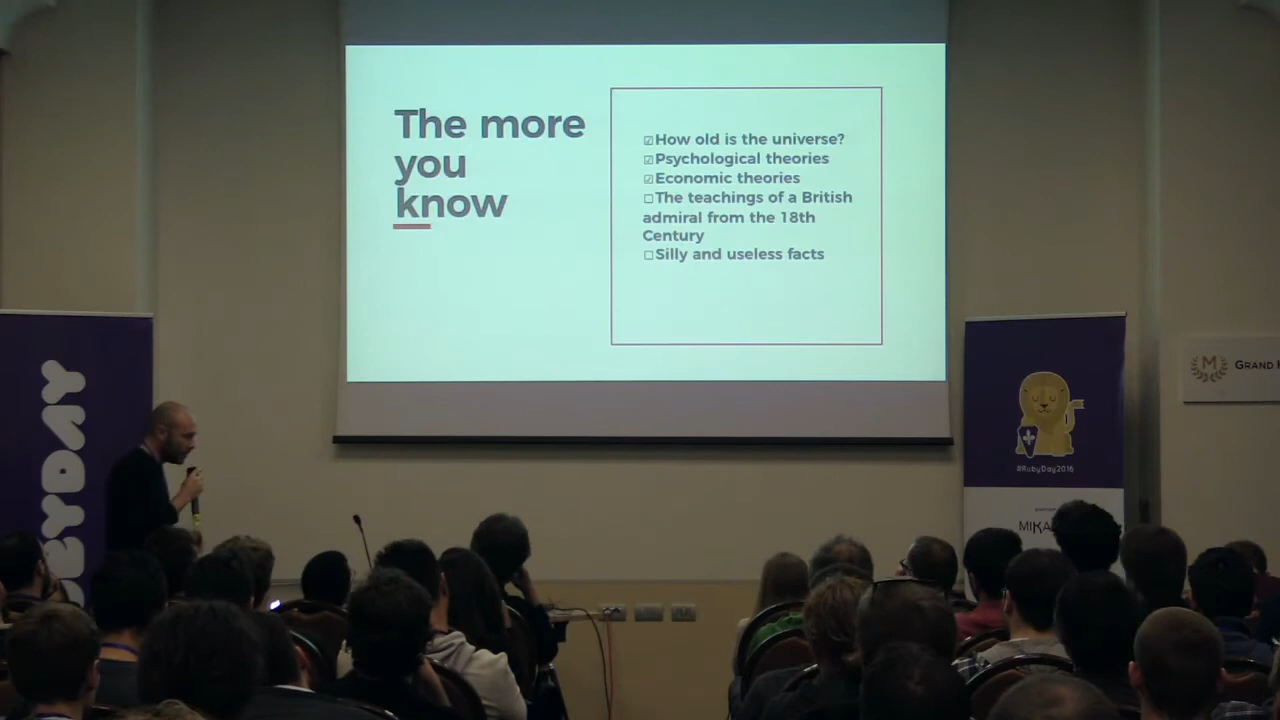 The more
you
know
☑How old is the universe?
☑Psychological theories
☑Economic theories
☐The teachings of a British
admiral from the 18th
Century
☐Silly and useless facts
#RubyDay2016
GRAND
M